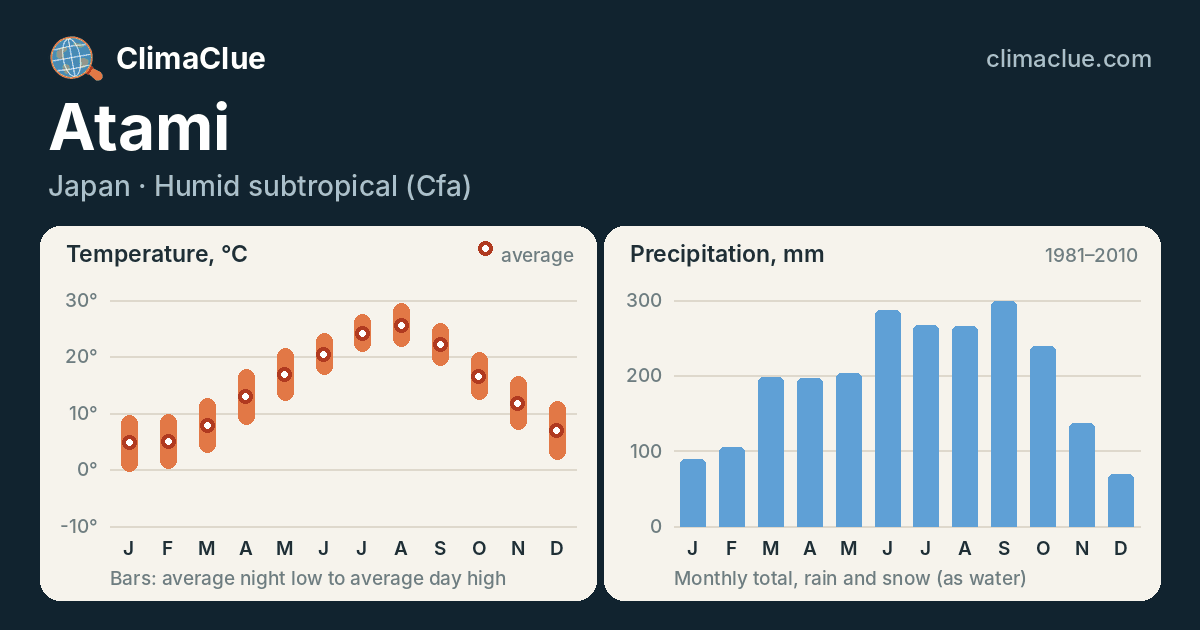 ClimaClue
climaclue.com
Atami
Japan · Humid subtropical (Cfa)
Temperature, °C
average
30°
20°
10°
0°
-10°
J F M A M J J A S O N D
Bars: average night low to average day high
Precipitation, mm
1981–2010
300
200
100
0
J F M A M J J A S O N D
Monthly total, rain and snow (as water)